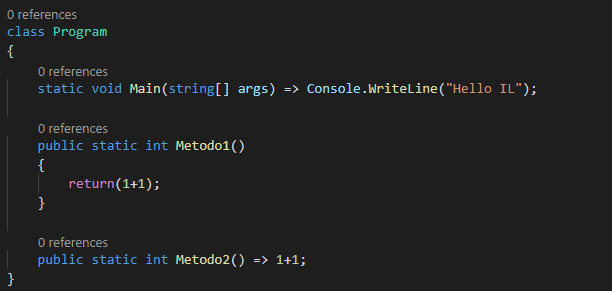 0 references
class Program
{
0 references
static void Main(string[] args) => Console.WriteLine("Hello IL");
0 references
public static int Metodo1()
{
return(1+1);
}
0 references
public static int Metodo2() => 1+1;
}